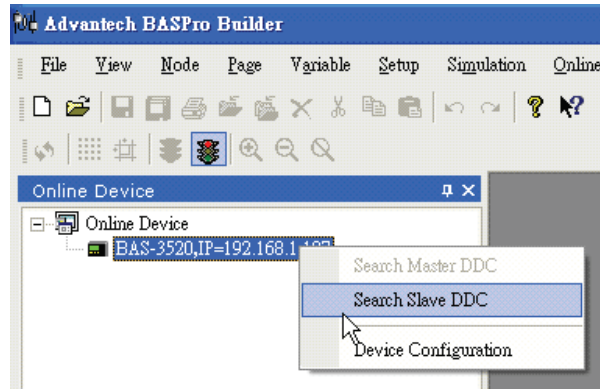 Advantech BASPro Builder
File View Node Page Variable Setup Simulation Online
Online Device
Online Device
BAS-3520,IP=192.168.1.
Search Master DDC
Search Slave DDC
Device Configuration